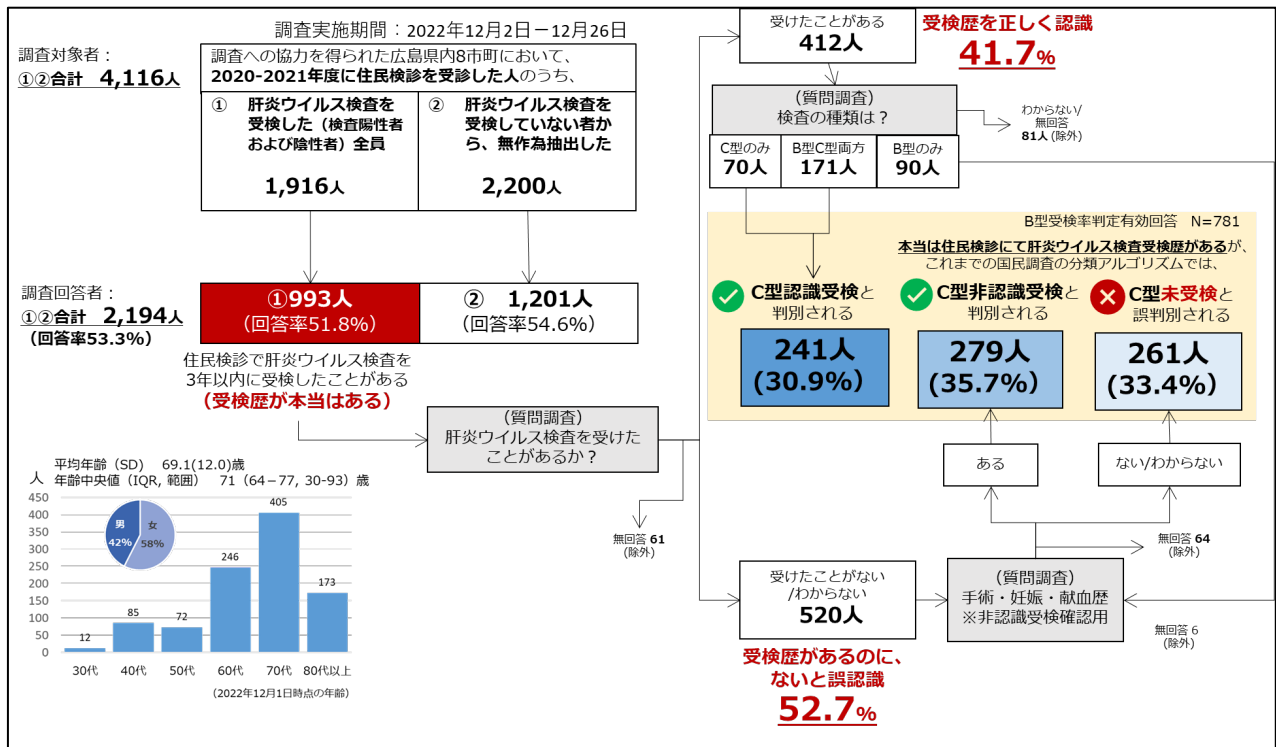 調査実施期間：2022年12月2日－12月26日
調査対象者：
①②合計 4,116人
調査への協力を得られた広島県内8市町において、
2020-2021年度に住民検診を受診した人のうち、
① 肝炎ウイルス検査を
受検した（検査陽性者
および陰性者）全員
1,916人
② 肝炎ウイルス検査を
受検していない者か
ら、無作為抽出した
2,200人
調査回答者：
①②合計 2,194人
(回答率53.3%）
①993人
（回答率51.8%）
② 1,201人
（回答率54.6%）
住民検診で肝炎ウイルス検査を
3年以内に受検したことがある
（受検歴が本当はある）
（質問調査）
肝炎ウイルス検査を受けた
ことがあるか？
無回答 61
(除外)
平均年齢（SD） 69.1(12.0)歳
年齢中央値（IQR, 範囲） 71（64－77, 30-93）歳
人
450
400
350
300
250
200
150
100
50
0
男
42%
女
58%
12
85
72
246
405
173
30代
40代
50代
60代
70代
80代以上
（2022年12月1日時点の年齢）
受けたことがある
412人
受検歴を正しく認識
41.7%
（質問調査）
検査の種類は？
わからない/
無回答
81人 (除外)
C型のみ
70人
B型C型両方
171人
B型のみ
90人
B型受検率判定有効回答 N=781
本当は住民検診にて肝炎ウイルス検査受検歴があるが、
これまでの国民調査の分類アルゴリズムでは、
C型認識受検と
判別される
241人
(30.9%）
C型非認識受検と
判別される
279人
(35.7%）
C型未受検と
誤判別される
261人
(33.4%）
ある
ない/わからない
無回答 64
(除外)
（質問調査）
手術・妊娠・献血歴
※非認識受検確認用
無回答 6
(除外)
受けたことがない
/わからない
520人
受検歴があるのに、
ないと誤認識
52.7%